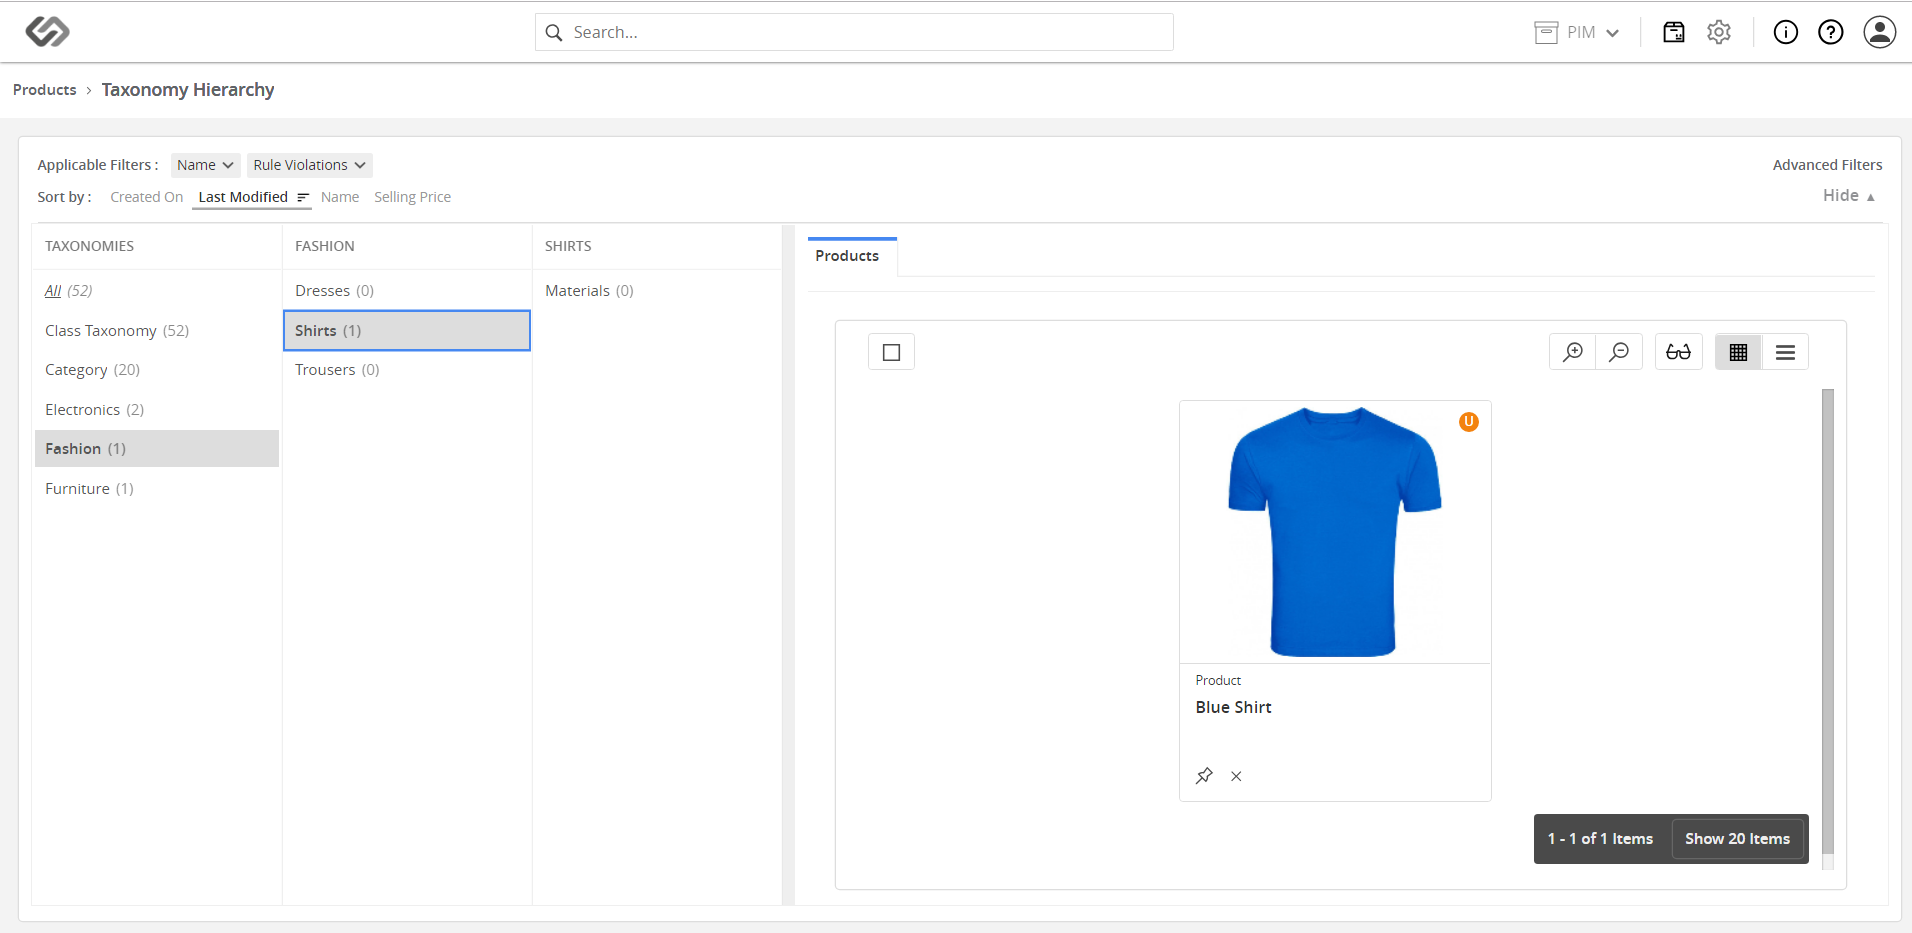 Search...
PIM
Products › Taxonomy Hierarchy
Applicable Filters : Name Rule Violations
Advanced Filters
Sort by : Created On Last Modified Name Selling Price
Hide ▲
TAXONOMIES
All (52)
Class Taxonomy (52)
Category (20)
Electronics (2)
Fashion (1)
Furniture (1)
FASHION
Dresses (0)
Shirts (1)
Trousers (0)
SHIRTS
Materials (0)
Products
U
Product
Blue Shirt
1 - 1 of 1 Items Show 20 Items